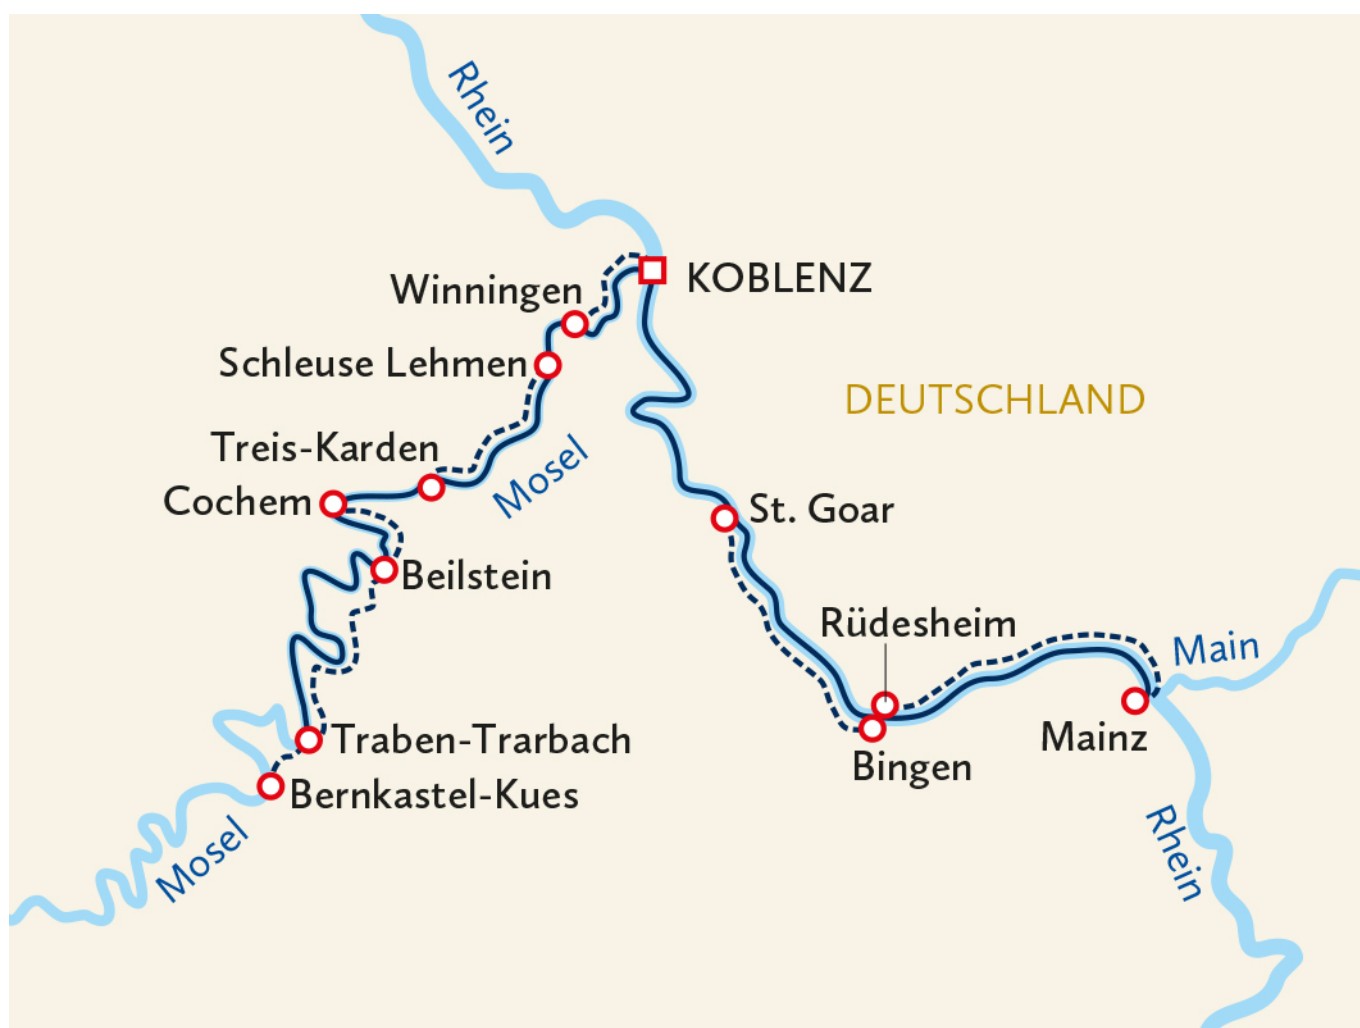 Rhein
KOBLENZ
Winningen
Schleuse Lehmen
DEUTSCHLAND
Treis-Karden
Mosel
Cochem
St. Goar
Beilstein
Rüdesheim
Main
Traben-Trarbach
Mainz
Bingen
Bernkastel-Kues
Mosel
Rhein